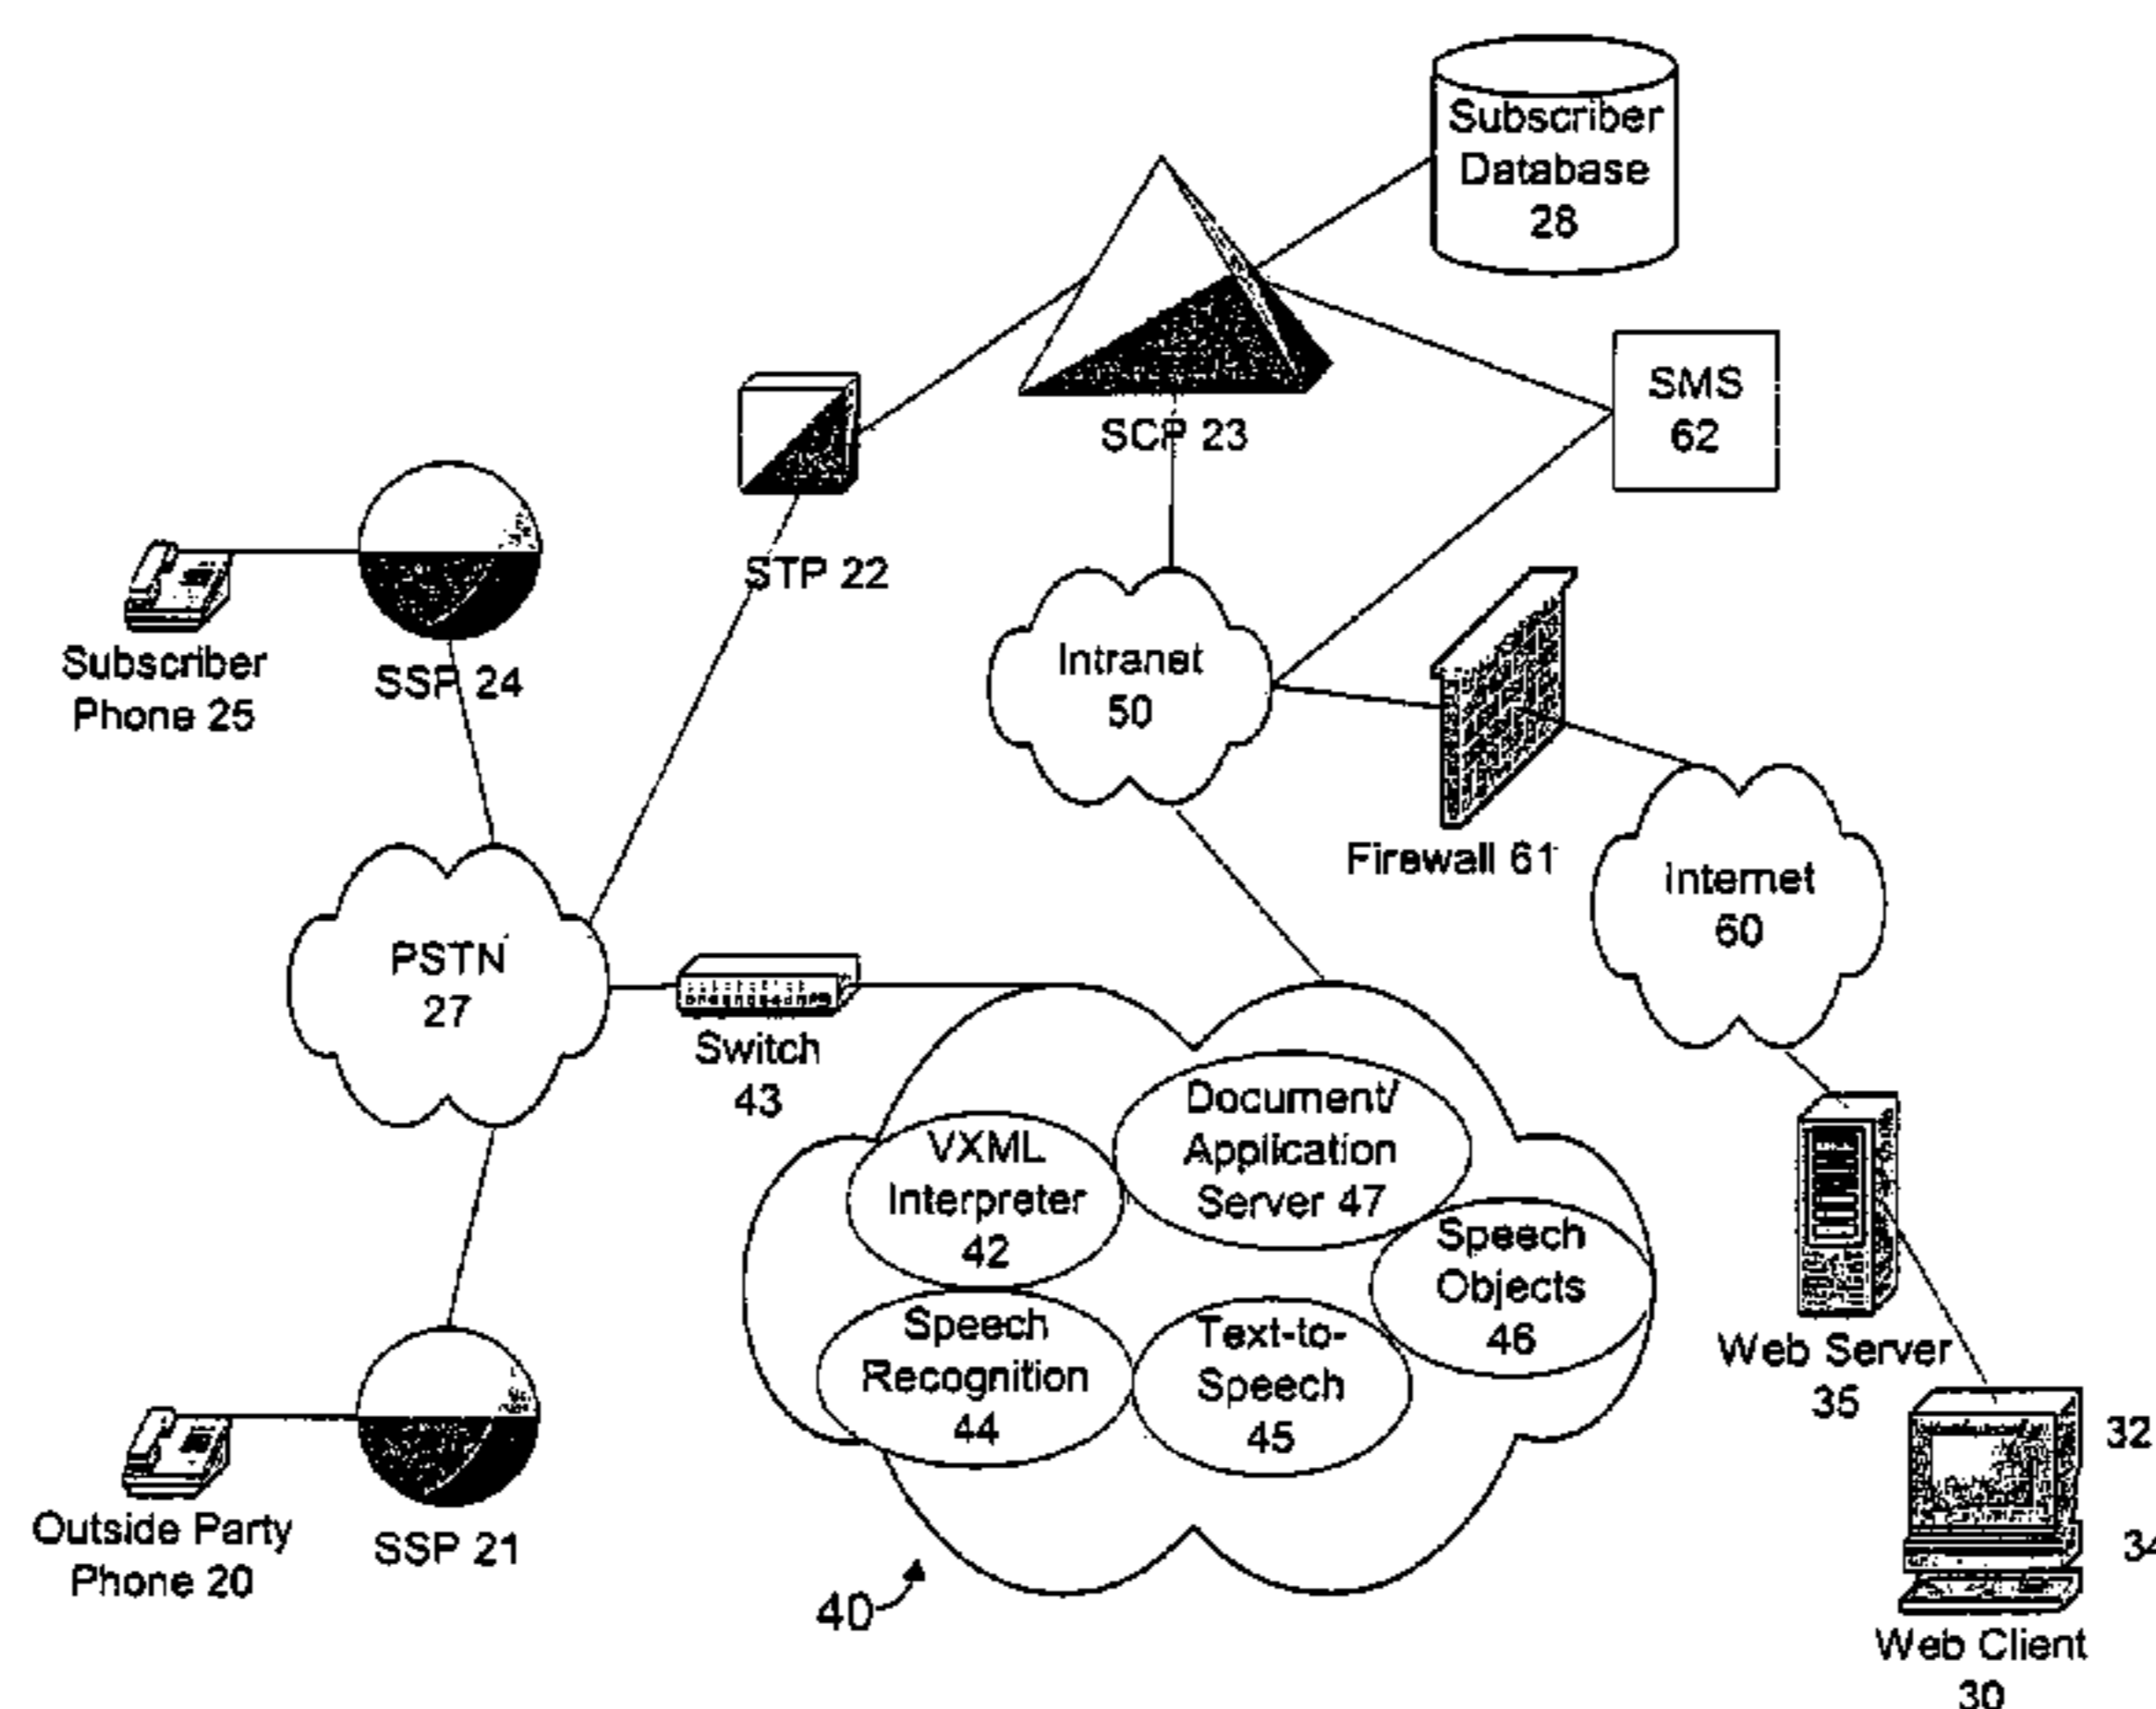 Subscriber
Database
28
SCP 23
SMS
62
STP 22
Subscriber
Phone 25
SSP 24
Intranet
50
Firewall 61
Internet
60
PSTN
27
Switch
43
Document/
Application
Server 47
VXML
Interpreter
42
Speech
Objects
46
Speech
Recognition
44
Text-to-
Speech
45
Web Server
35
32
34
Web Client
30
Outside Party
Phone 20
SSP 21
40